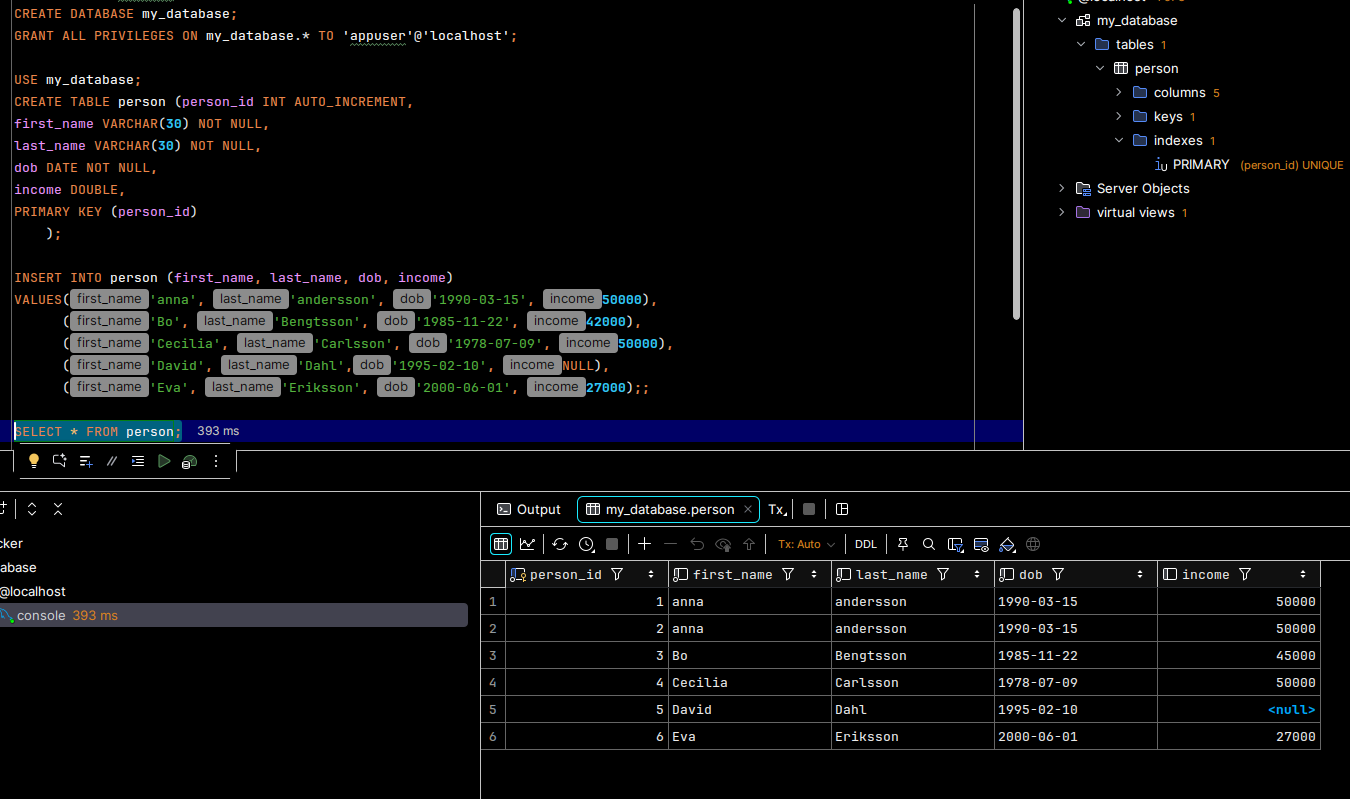 CREATE DATABASE my_database;
GRANT ALL PRIVILEGES ON my_database.* TO 'appuser'@'localhost';
USE my_database;
CREATE TABLE person (person_id INT AUTO_INCREMENT,
first_name VARCHAR(30) NOT NULL,
last_name VARCHAR(30) NOT NULL,
dob DATE NOT NULL,
income DOUBLE,
PRIMARY KEY (person_id)
);
INSERT INTO person (first_name, last_name, dob, income)
VALUES( first_name 'anna', last_name 'andersson', dob '1990-03-15', income 50000),
( first_name 'Bo', last_name 'Bengtsson', dob '1985-11-22', income 42000),
( first_name 'Cecilia', last_name 'Carlsson', dob '1978-07-09', income 50000),
( first_name 'David', last_name 'Dahl', dob '1995-02-10', income NULL),
( first_name 'Eva', last_name 'Eriksson', dob '2000-06-01', income 27000);;
SELECT * FROM person; 393 ms
@localhost
my_database
tables 1
person
columns 5
keys 1
indexes 1
PRIMARY (person_id) UNIQUE
Server Objects
virtual views 1
cker
abase
@localhost
console 393 ms
Output my_database.person Tx
Tx: Auto DDL
person_id first_name last_name dob income
1 1 anna andersson 1990-03-15 50000
2 2 anna andersson 1990-03-15 50000
3 3 Bo Bengtsson 1985-11-22 45000
4 4 Cecilia Carlsson 1978-07-09 50000
5 5 David Dahl 1995-02-10 <null>
6 6 Eva Eriksson 2000-06-01 27000